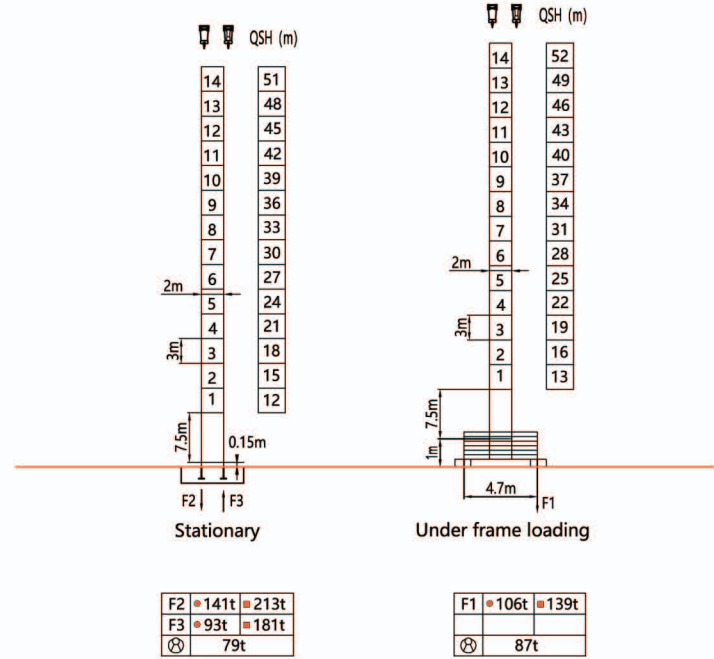 QSH (m)
14 51
13 48
12 45
11 42
10 39
9 36
8 33
7 30
6 27
5 24
4 21
3 18
2 15
1 12
2m
3m
7.5m
0.15m
F2 F3
Stationary
F2 141t 213t
F3 93t 181t
79t
QSH (m)
14 52
13 49
12 46
11 43
10 40
9 37
8 34
7 31
6 28
5 25
4 22
3 19
2 16
1 13
2m
3m
7.5m
1m
4.7m
F1
Under frame loading
F1 106t 139t
87t